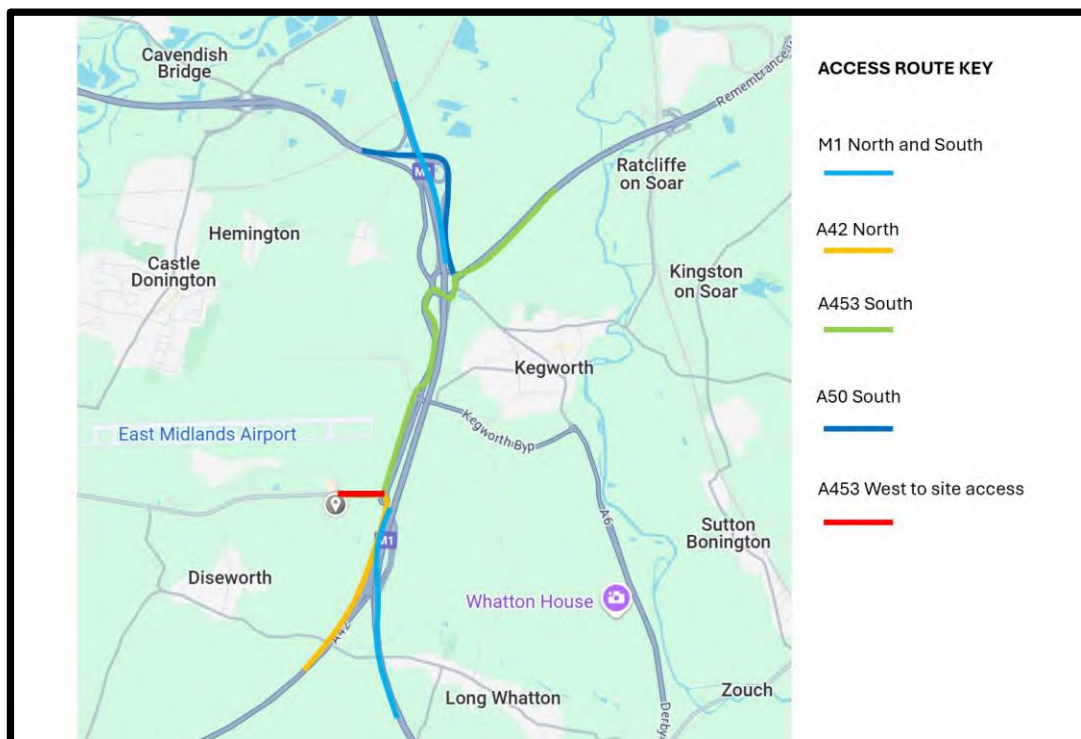 Cavendish
Bridge
Remembrance
M1
Ratcliffe
on Soar
Hemington
Castle
Donington
Kingston
on Soar
Kegworth
East Midlands Airport
Kegworth Byp
A6
M1
Sutton
Bonington
Diseworth
Whatton House
A42
Long Whatton
Zouch
Derby
ACCESS ROUTE KEY
M1 North and South
A42 North
A453 South
A50 South
A453 West to site access